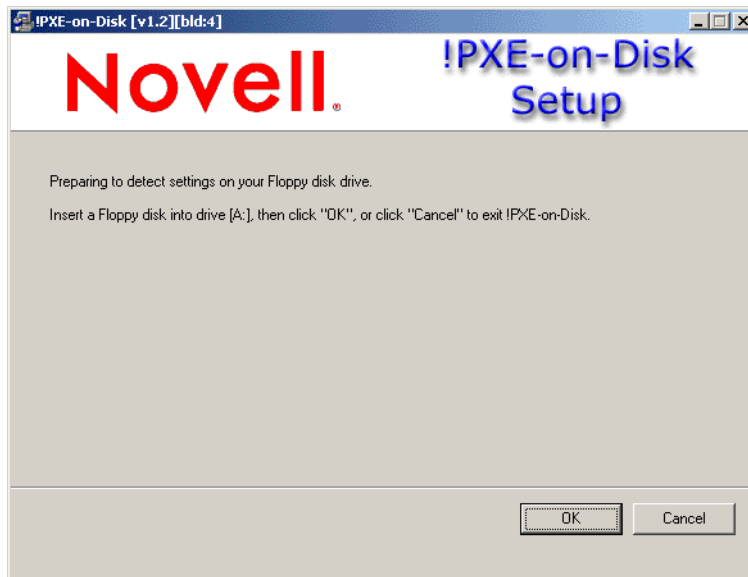 !PXE-on-Disk [v1.2][bld:4]
Novell®
!PXE-on-Disk
Setup
Preparing to detect settings on your Floppy disk drive.
Insert a Floppy disk into drive [A:], then click "OK", or click "Cancel" to exit !PXE-on-Disk.
OK
Cancel